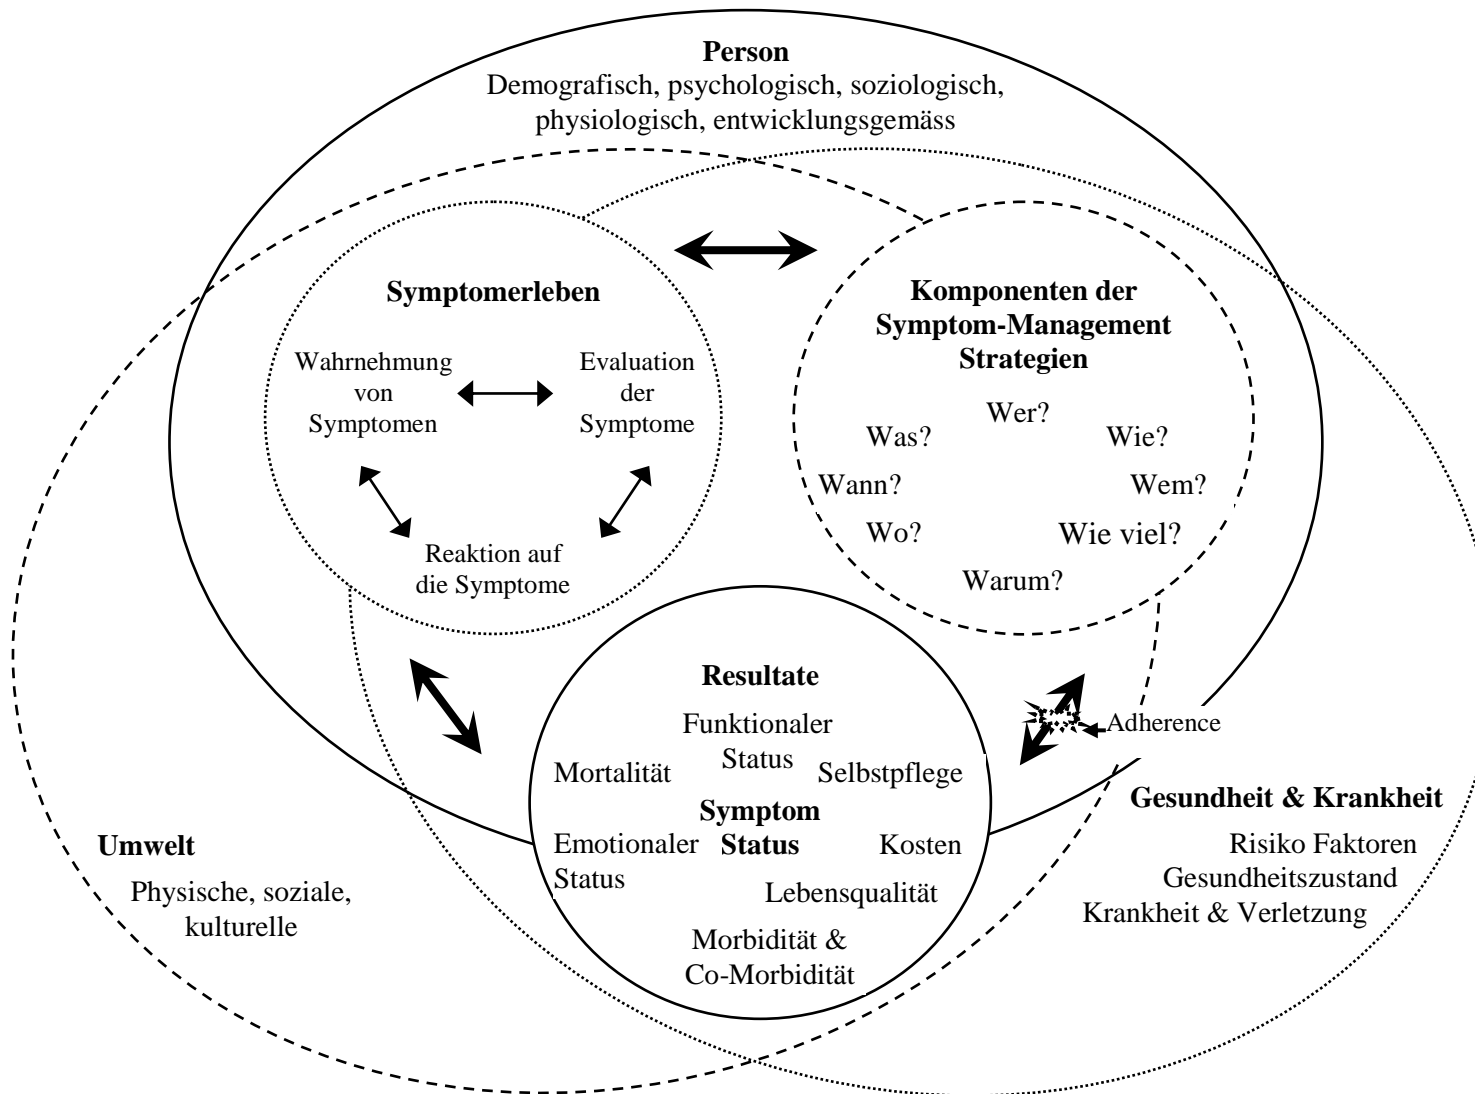 Person
Demografisch, psychologisch, soziologisch,
physiologisch, entwicklungsgemäss
Symptomerleben
Wahrnehmung
von
Symptomen
Evaluation
der
Symptome
Reaktion auf
die Symptome
Komponenten der
Symptom-Management
Strategien
Wer?
Was?
Wie?
Wann?
Wem?
Wo?
Wie viel?
Warum?
Resultate
Funktionaler
Status
Mortalität
Selbstpflege
Symptom
Status
Emotionaler
Status
Kosten
Lebensqualität
Morbidität &
Co-Morbidität
Adherence
Umwelt
Physische, soziale,
kulturelle
Gesundheit & Krankheit
Risiko Faktoren
Gesundheitszustand
Krankheit & Verletzung